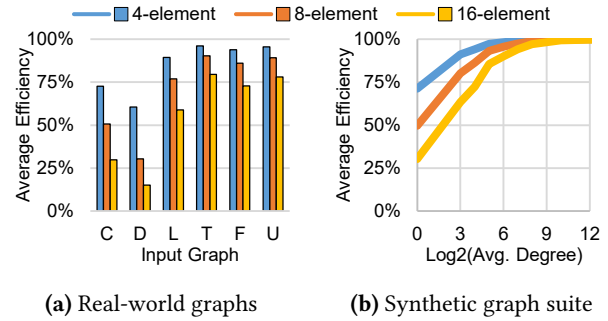 4-element 8-element 16-element
Average Efficiency
100%
75%
50%
25%
0%
C D L T F U
Input Graph
(a) Real-world graphs
Average Efficiency
100%
75%
50%
25%
0%
0 3 6 9 12
Log2(Avg. Degree)
(b) Synthetic graph suite